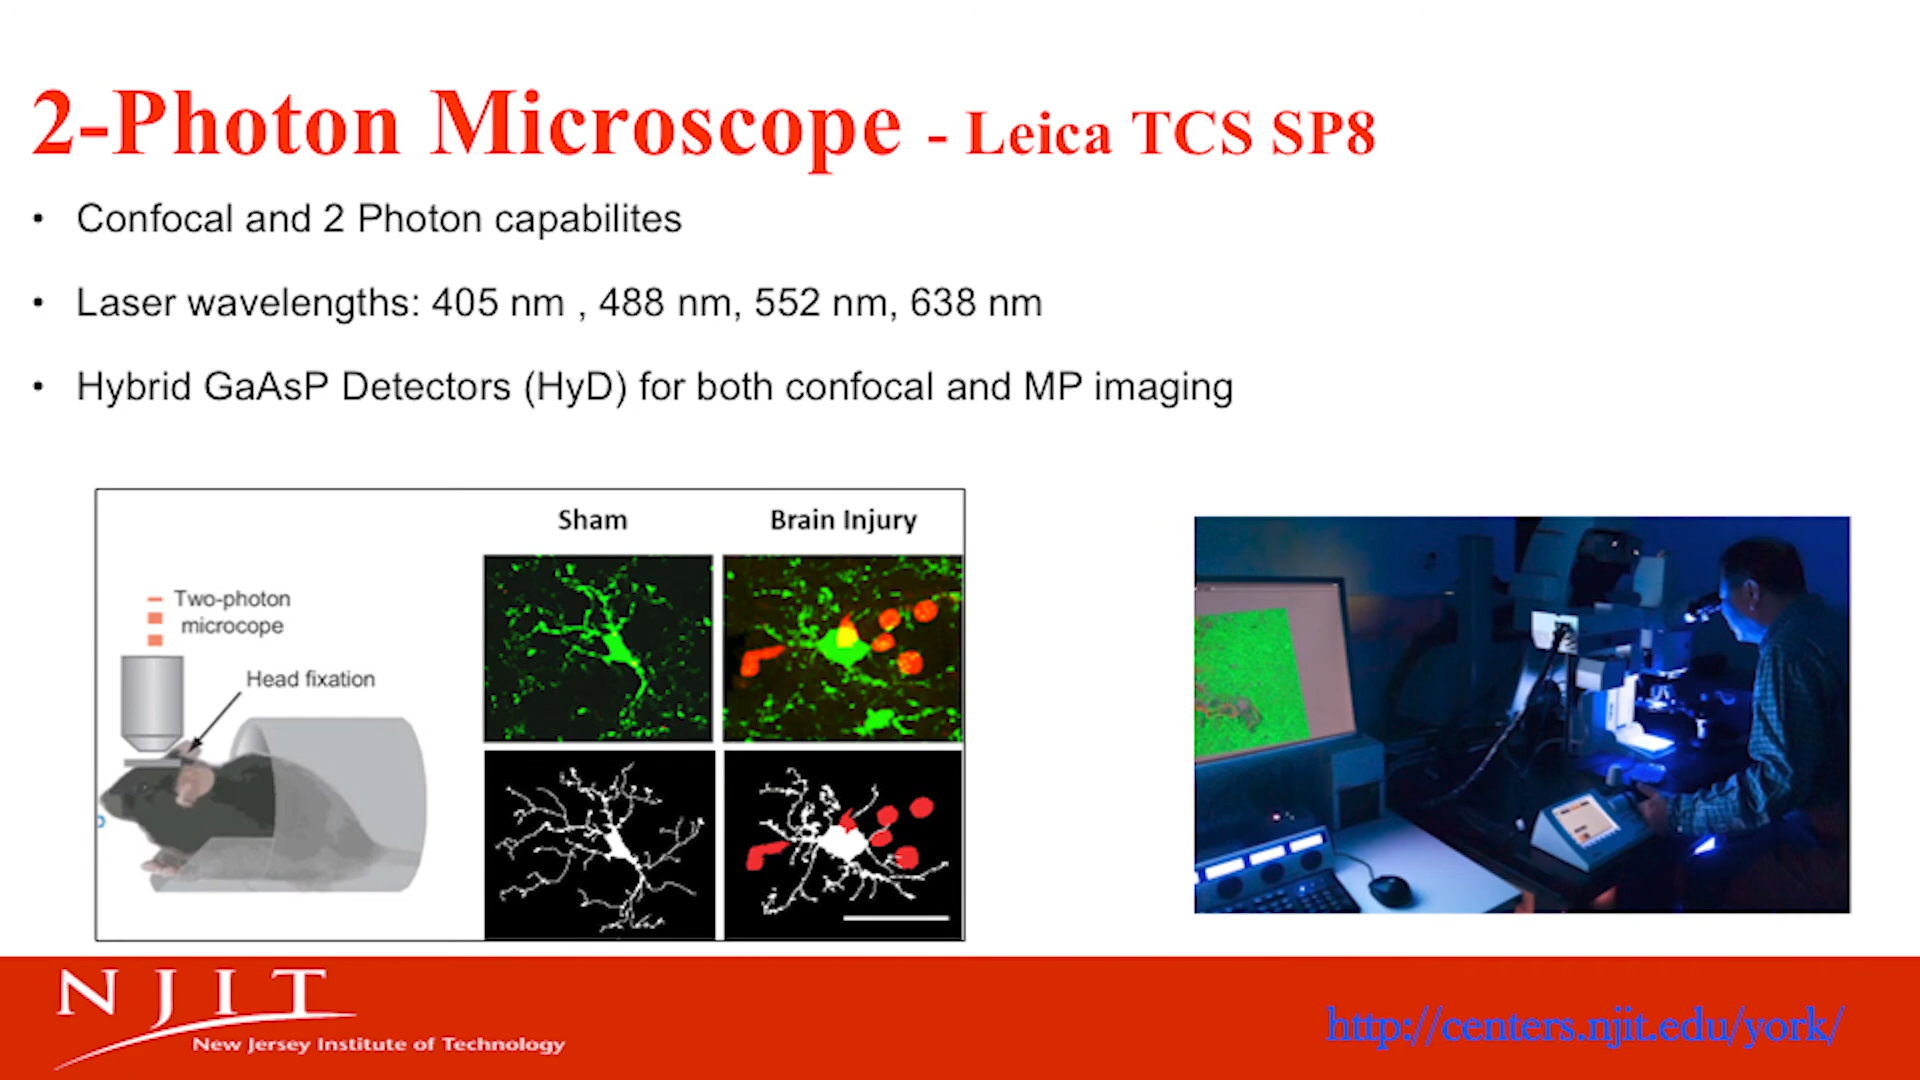 2-Photon Microscope - Leica TCS SP8
• Confocal and 2 Photon capabilites
• Laser wavelengths: 405 nm , 488 nm, 552 nm, 638 nm
• Hybrid GaAsP Detectors (HyD) for both confocal and MP imaging
Sham
Brain Injury
Two-photon
microcope
Head fixation
NJIT
New Jersey Institute of Technology
http://centers.njit.edu/york/